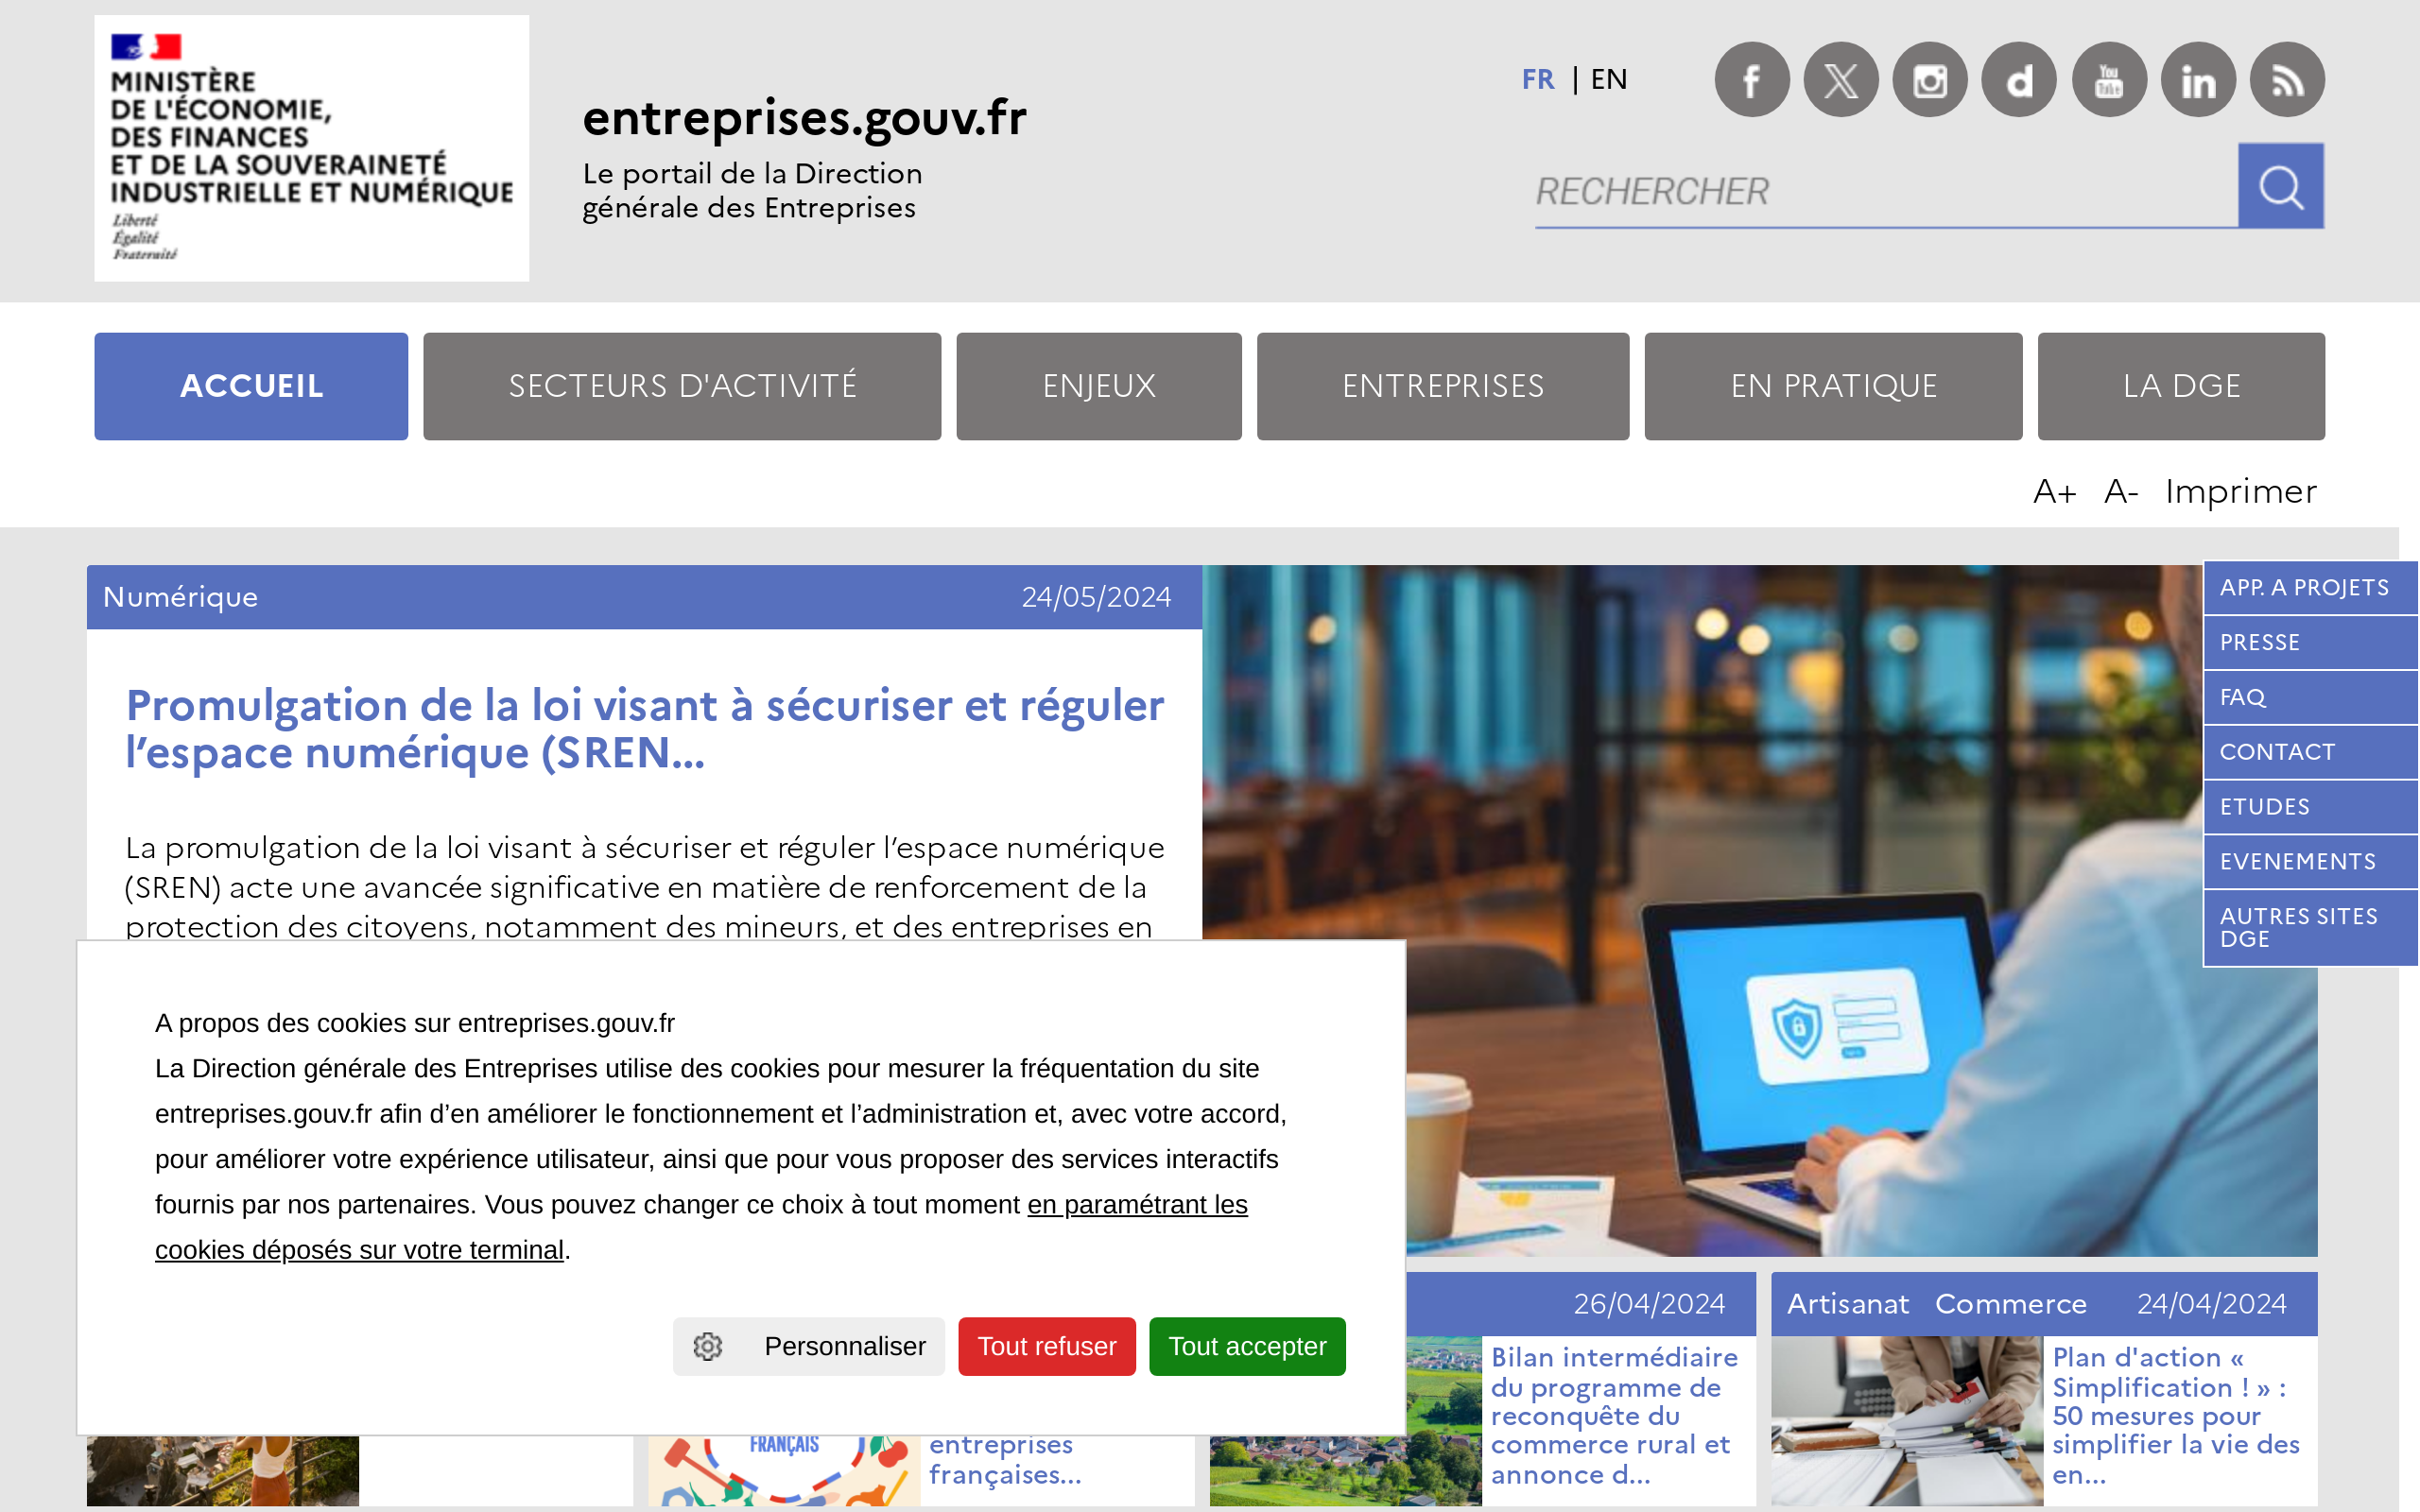 MINISTÈRE
DE L'ÉCONOMIE,
DES FINANCES
ET DE LA SOUVERAINETÉ
INDUSTRIELLE ET NUMÉRIQUE
Liberté
Égalité
Fraternité
entreprises.gouv.fr
Le portail de la Direction
générale des Entreprises
FR | EN
RECHERCHER
ACCUEIL
SECTEURS D'ACTIVITÉ
ENJEUX
ENTREPRISES
EN PRATIQUE
LA DGE
A+ A- Imprimer
Numérique 24/05/2024
Promulgation de la loi visant à sécuriser et réguler
l’espace numérique (SREN...
La promulgation de la loi visant à sécuriser et réguler l’espace numérique
(SREN) acte une avancée significative en matière de renforcement de la
protection des citoyens, notamment des mineurs, et des entreprises en
APP. A PROJETS
PRESSE
FAQ
CONTACT
ETUDES
EVENEMENTS
AUTRES SITES
DGE
A propos des cookies sur entreprises.gouv.fr
La Direction générale des Entreprises utilise des cookies pour mesurer la fréquentation du site
entreprises.gouv.fr afin d’en améliorer le fonctionnement et l’administration et, avec votre accord,
pour améliorer votre expérience utilisateur, ainsi que pour vous proposer des services interactifs
fournis par nos partenaires. Vous pouvez changer ce choix à tout moment en paramétrant les
cookies déposés sur votre terminal.
Personnaliser
Tout refuser
Tout accepter
FRANÇAIS
entreprises
françaises...
26/04/2024
Bilan intermédiaire
du programme de
reconquête du
commerce rural et
annonce d...
Artisanat Commerce 24/04/2024
Plan d'action «
Simplification ! » :
50 mesures pour
simplifier la vie des
en...